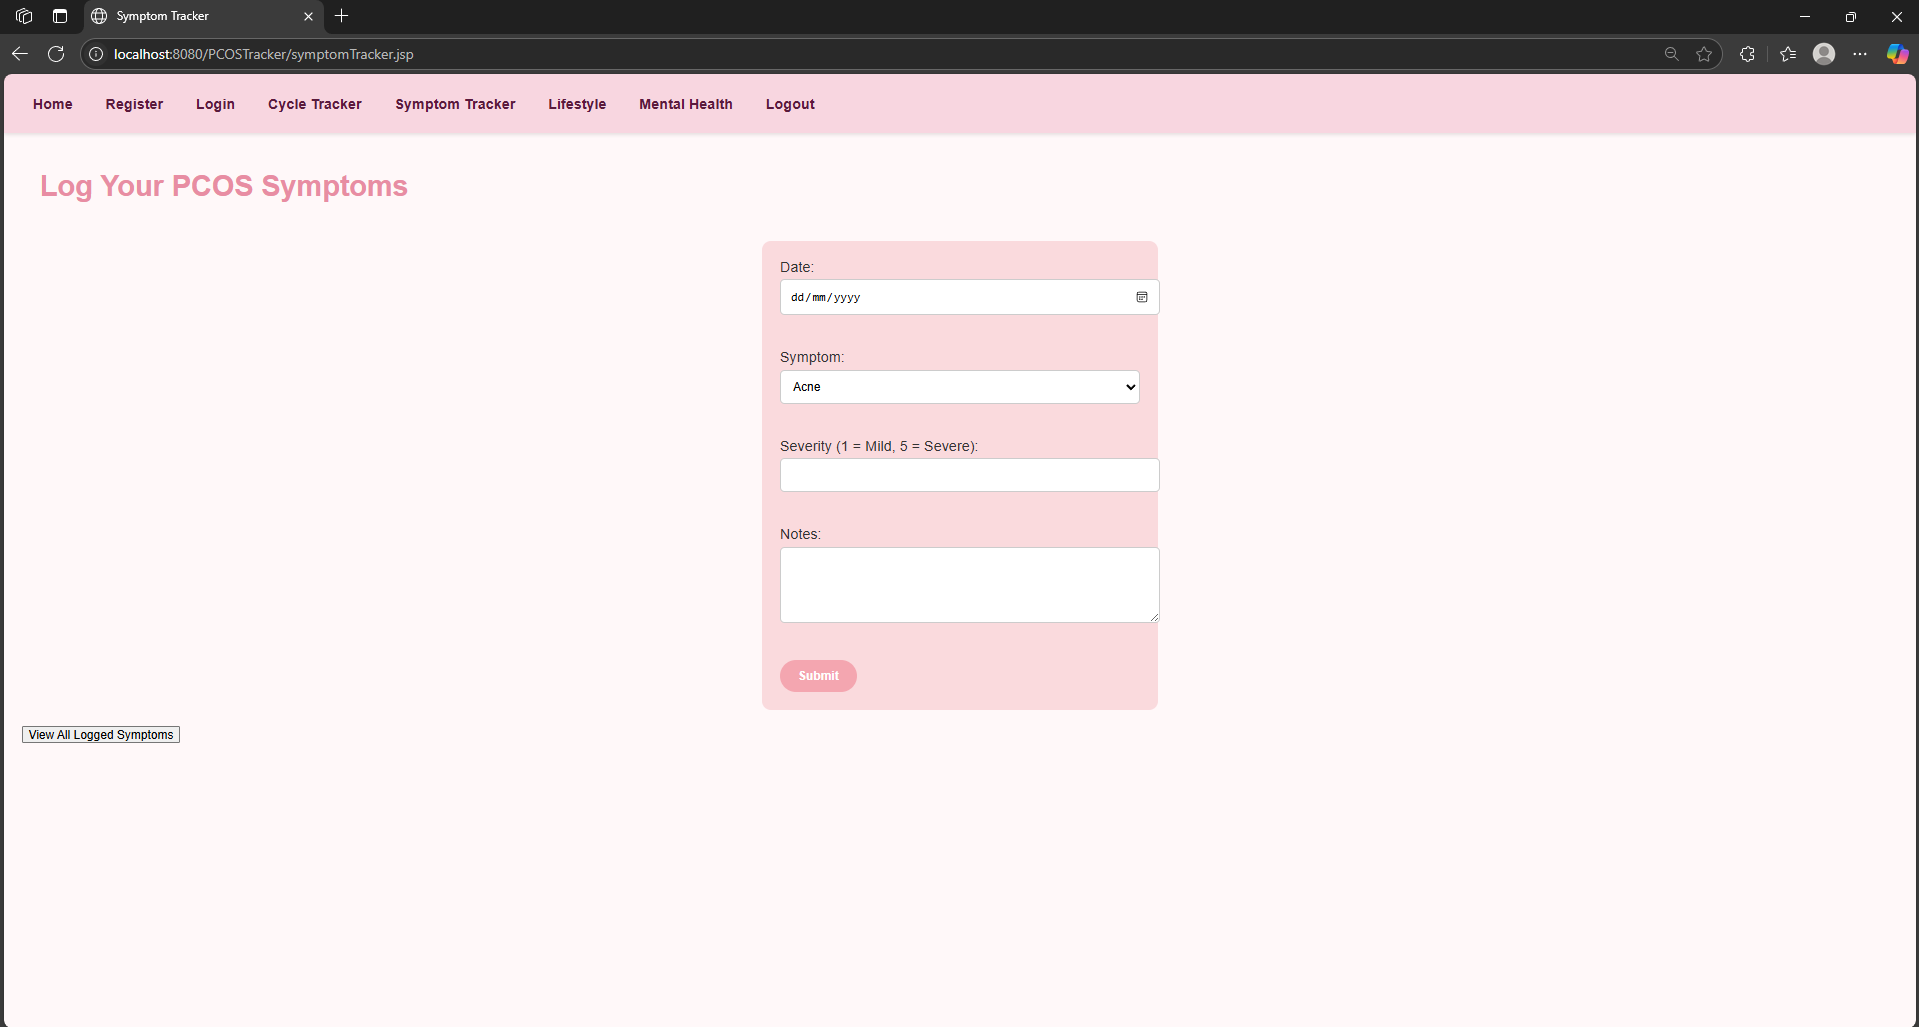 Symptom Tracker
localhost:8080/PCOSTracker/symptomTracker.jsp
Home Register Login Cycle Tracker Symptom Tracker Lifestyle Mental Health Logout
Log Your PCOS Symptoms
Date:
dd/mm/yyyy
Symptom:
Acne
Severity (1 = Mild, 5 = Severe):
Notes:
Submit
View All Logged Symptoms